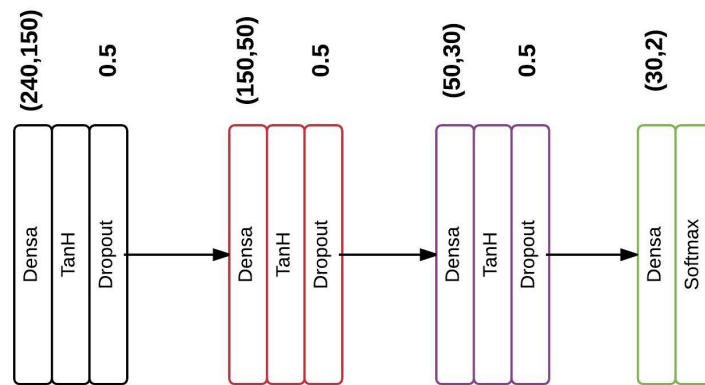 (240,150)
0.5
(150,50)
0.5
(50,30)
0.5
(30,2)
Densa
TanH
Dropout
Densa
TanH
Dropout
Densa
TanH
Dropout
Densa
Softmax